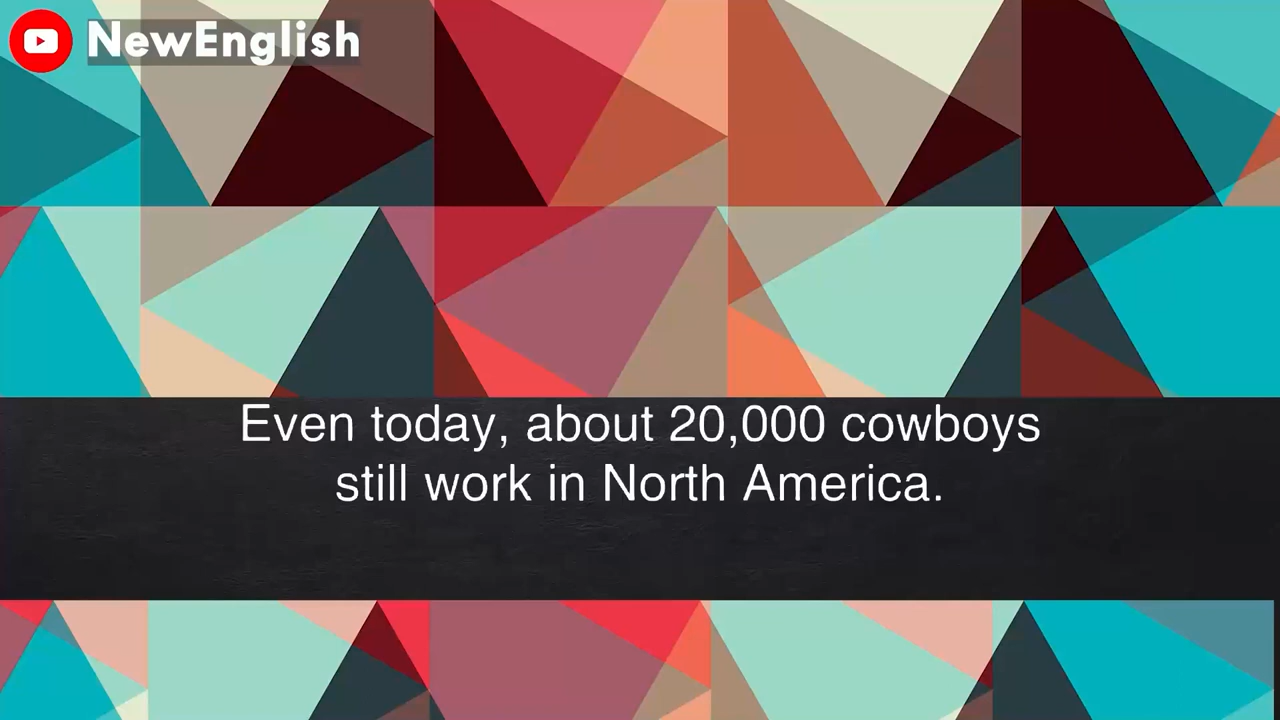 NewEnglish
Even today, about 20,000 cowboys
still work in North America.